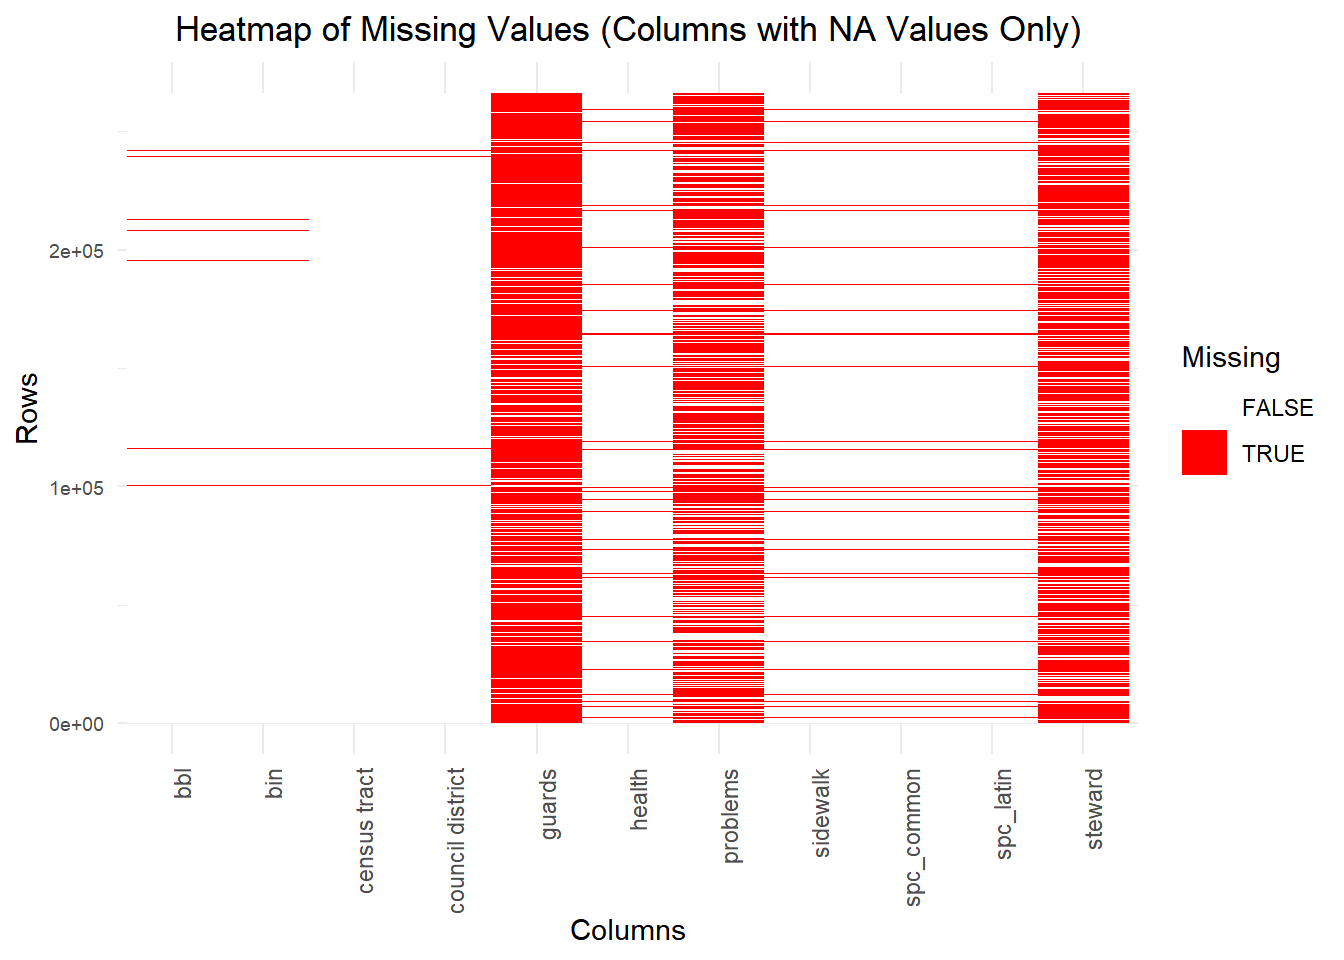 Heatmap of Missing Values (Columns with NA Values Only)
Rows
2e+05
1e+05
0e+00
bbl
bin
census tract
council district
guards
health
problems
sidewalk
spc_common
spc_latin
steward
Columns
Missing
FALSE
TRUE